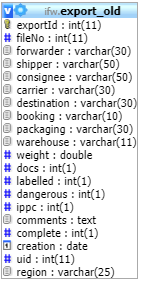 v ifw.export_old
exportId : int(11)
# fileNo : int(11)
forwarder : varchar(30)
shipper : varchar(50)
consignee : varchar(50)
carrier : varchar(30)
destination : varchar(30)
booking : varchar(10)
packaging : varchar(30)
warehouse : varchar(11)
# weight : double
# docs : int(1)
# labelled : int(1)
# dangerous : int(1)
# ippc : int(1)
comments : text
# complete : int(1)
creation : date
# uid : int(11)
region : varchar(25)